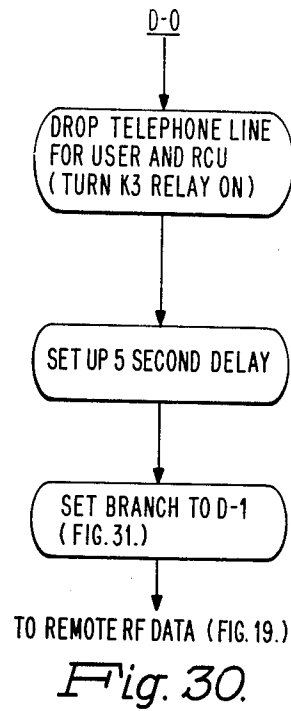 D-0
DROP TELEPHONE LINE
FOR USER AND RCU
(TURN K3 RELAY ON)
SET UP 5 SECOND DELAY
SET BRANCH TO D-1
(FIG. 31.)
TO REMOTE RF DATA (FIG. 19.)
Fig. 30.